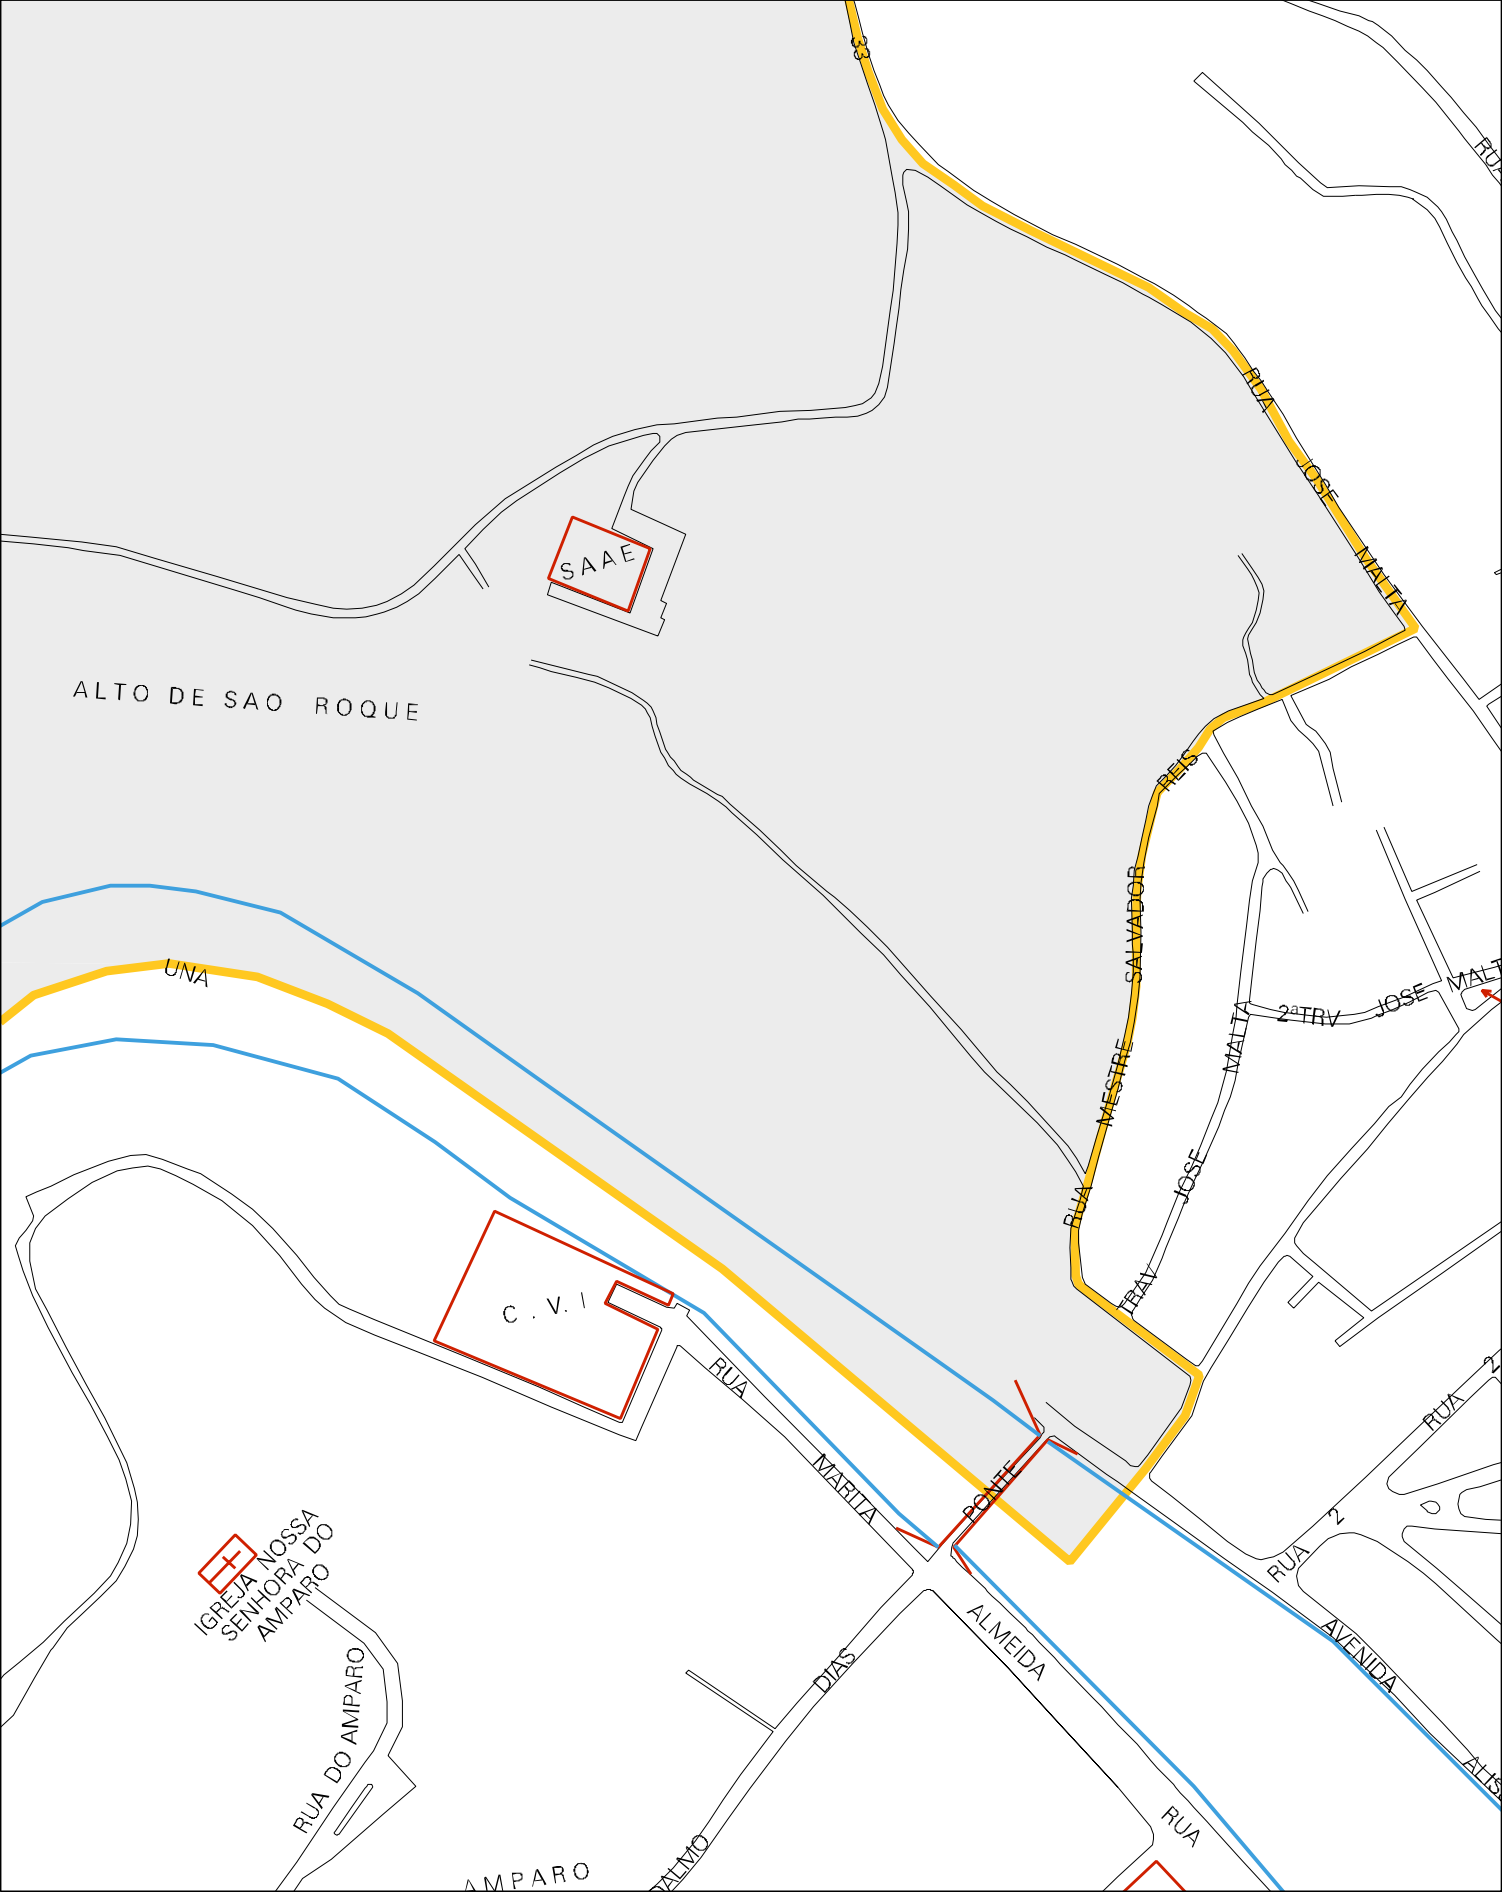 33
RUA
RUA
JOSE
MALTA
SAAE
ALTO DE SAO ROQUE
REIS
SALVADOR
MESTRE
RUA
UNA
2ªTRV
JOSE
MALT
MALTA
JOSE
TRAV
C . V. I
RUA
MARITA
PONTE
RUA
2
RUA
2
IGREJA NOSSA
SENHORA DO
AMPARO
RUA DO AMPARO
DIAS
ALMEIDA
AVENIDA
ALIS
RUA
DALMO
AMPARO